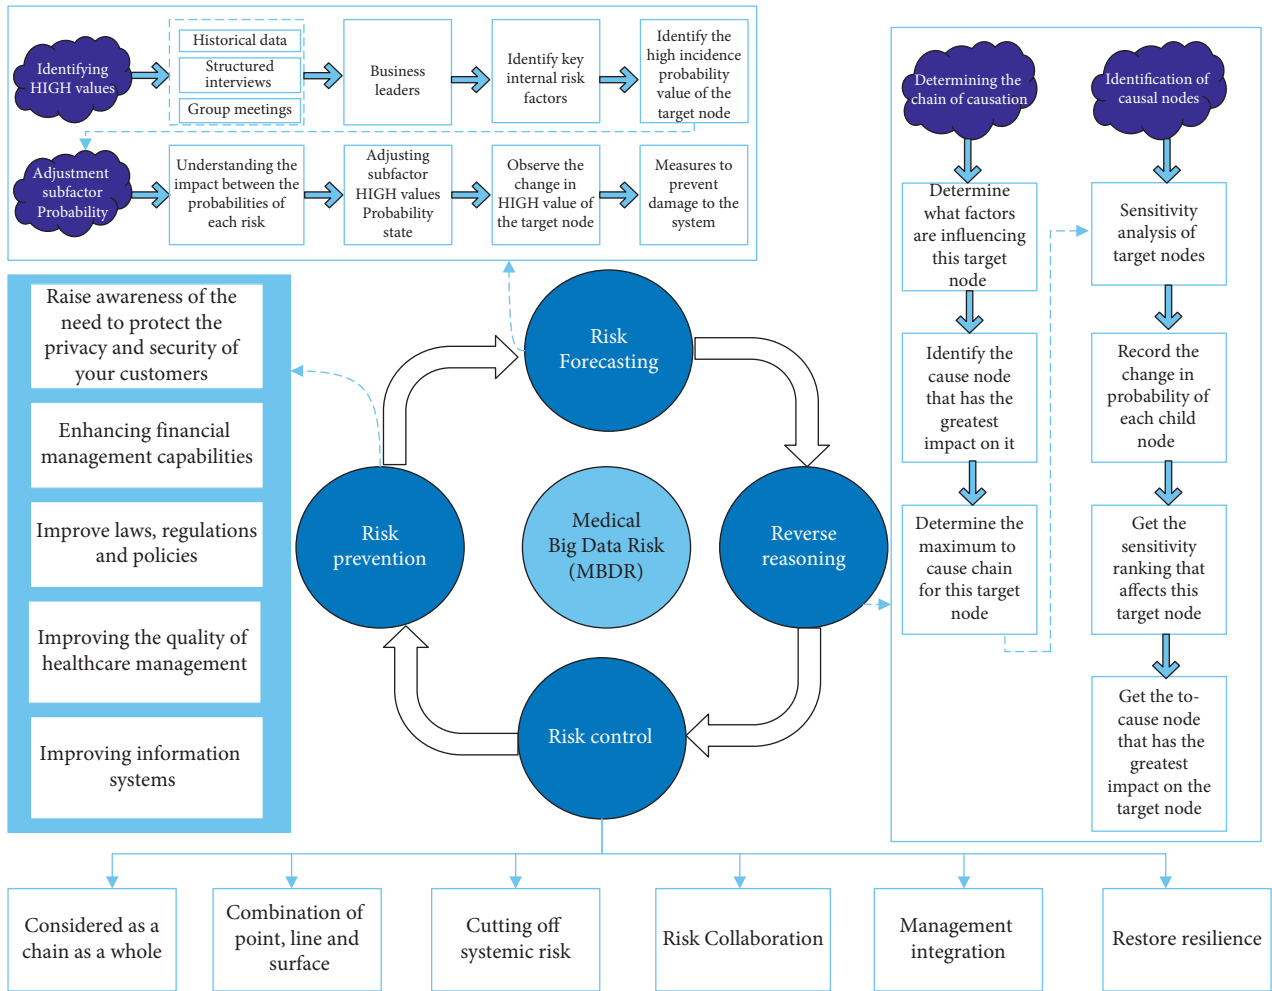 Identifying
HIGH values
Historical data
Structured
interviews
Group meetings
Business
leaders
Identify key
internal risk
factors
Identify the
high incidence
probability
value of the
target node
Adjustment
subfactor
Probability
Understanding the
impact between the
probabilities of
each risk
Adjusting
subfactor
HIGH values
Probability
state
Observe the
change in
HIGH value of
the target node
Measures to
prevent
damage to the
system
Determining the
chain of causation
Determine
what factors
are influencing
this target
node
Identify the
cause node
that has the
greatest
impact on it
Determine the
maximum to
cause chain
for this target
node
Identification of
causal nodes
Sensitivity
analysis of
target nodes
Record the
change in
probability of
each child
node
Get the
sensitivity
ranking that
affects this
target node
Get the to-
cause node
that has the
greatest
impact on the
target node
Raise awareness of the
need to protect the
privacy and security of
your customers
Enhancing financial
management capabilities
Improve laws, regulations
and policies
Improving the quality of
healthcare management
Improving information
systems
Risk
Forecasting
Risk
prevention
Medical
Big Data Risk
(MBDR)
Reverse
reasoning
Risk control
Considered as a
chain as a whole
Combination of
point, line and
surface
Cutting off
systemic risk
Risk Collaboration
Management
integration
Restore resilience